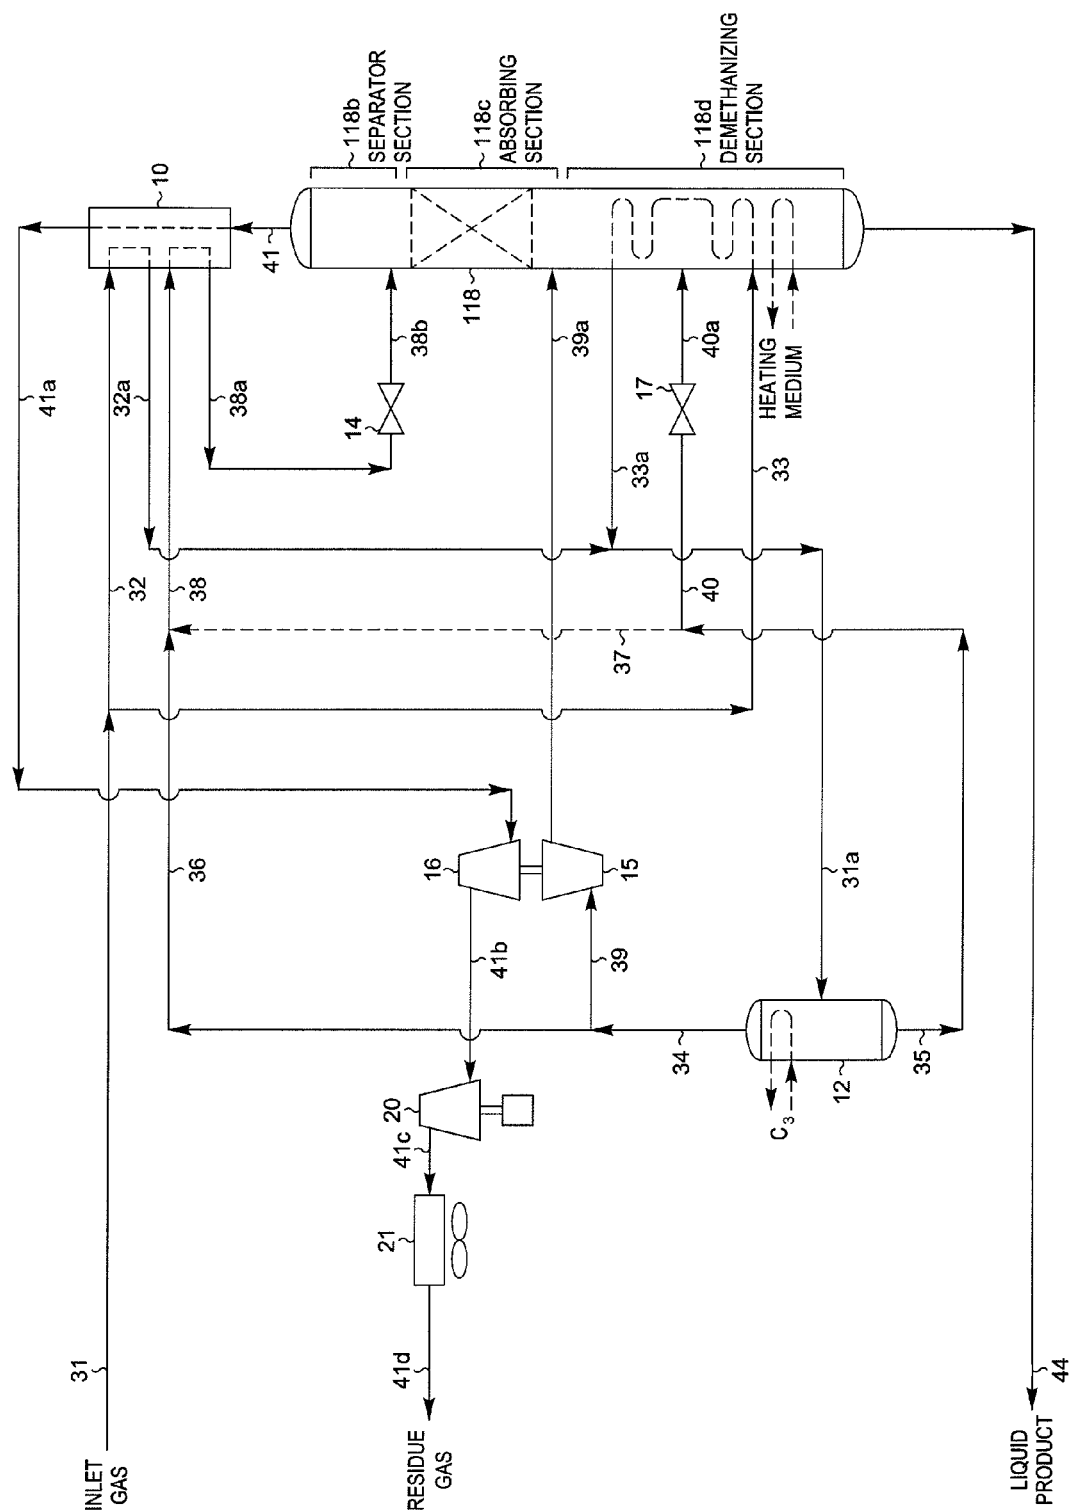 118b
SEPARATOR
SECTION
118c
ABSORBING
SECTION
118d
DEMETHANIZING
SECTION
10
41
118
41a
32a
38a
38b
14
39a
17
40a
HEATING
MEDIUM
33a
33
32
38
40
37
36
16
15
31a
41b
39
34
12
35
C3
20
41c
21
31
41d
44
INLET
GAS
RESIDUE
GAS
LIQUID
PRODUCT